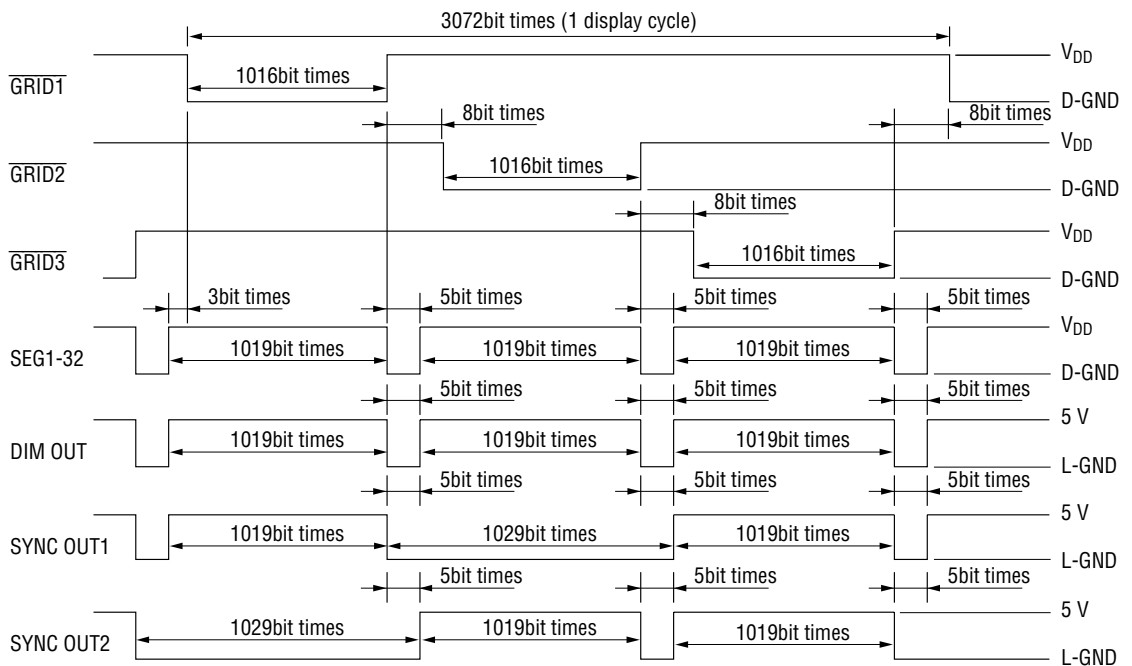 3072bit times (1 display cycle)
GRID1
1016bit times
VDD
D-GND
8bit times
8bit times
GRID2
1016bit times
VDD
D-GND
8bit times
GRID3
1016bit times
VDD
D-GND
3bit times
5bit times
5bit times
5bit times
SEG1-32
1019bit times
1019bit times
1019bit times
VDD
D-GND
5bit times
5bit times
5bit times
DIM OUT
1019bit times
1019bit times
1019bit times
5 V
L-GND
5bit times
5bit times
5bit times
SYNC OUT1
1019bit times
1029bit times
1019bit times
5 V
L-GND
5bit times
5bit times
5bit times
SYNC OUT2
1029bit times
1019bit times
1019bit times
5 V
L-GND